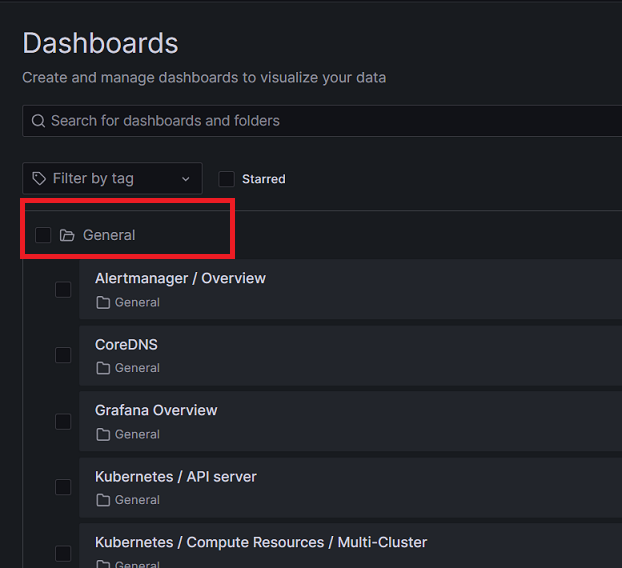 Dashboards
Create and manage dashboards to visualize your data
Search for dashboards and folders
Filter by tag
Starred
General
Alertmanager / Overview
General
CoreDNS
General
Grafana Overview
General
Kubernetes / API server
General
Kubernetes / Compute Resources / Multi-Cluster
General